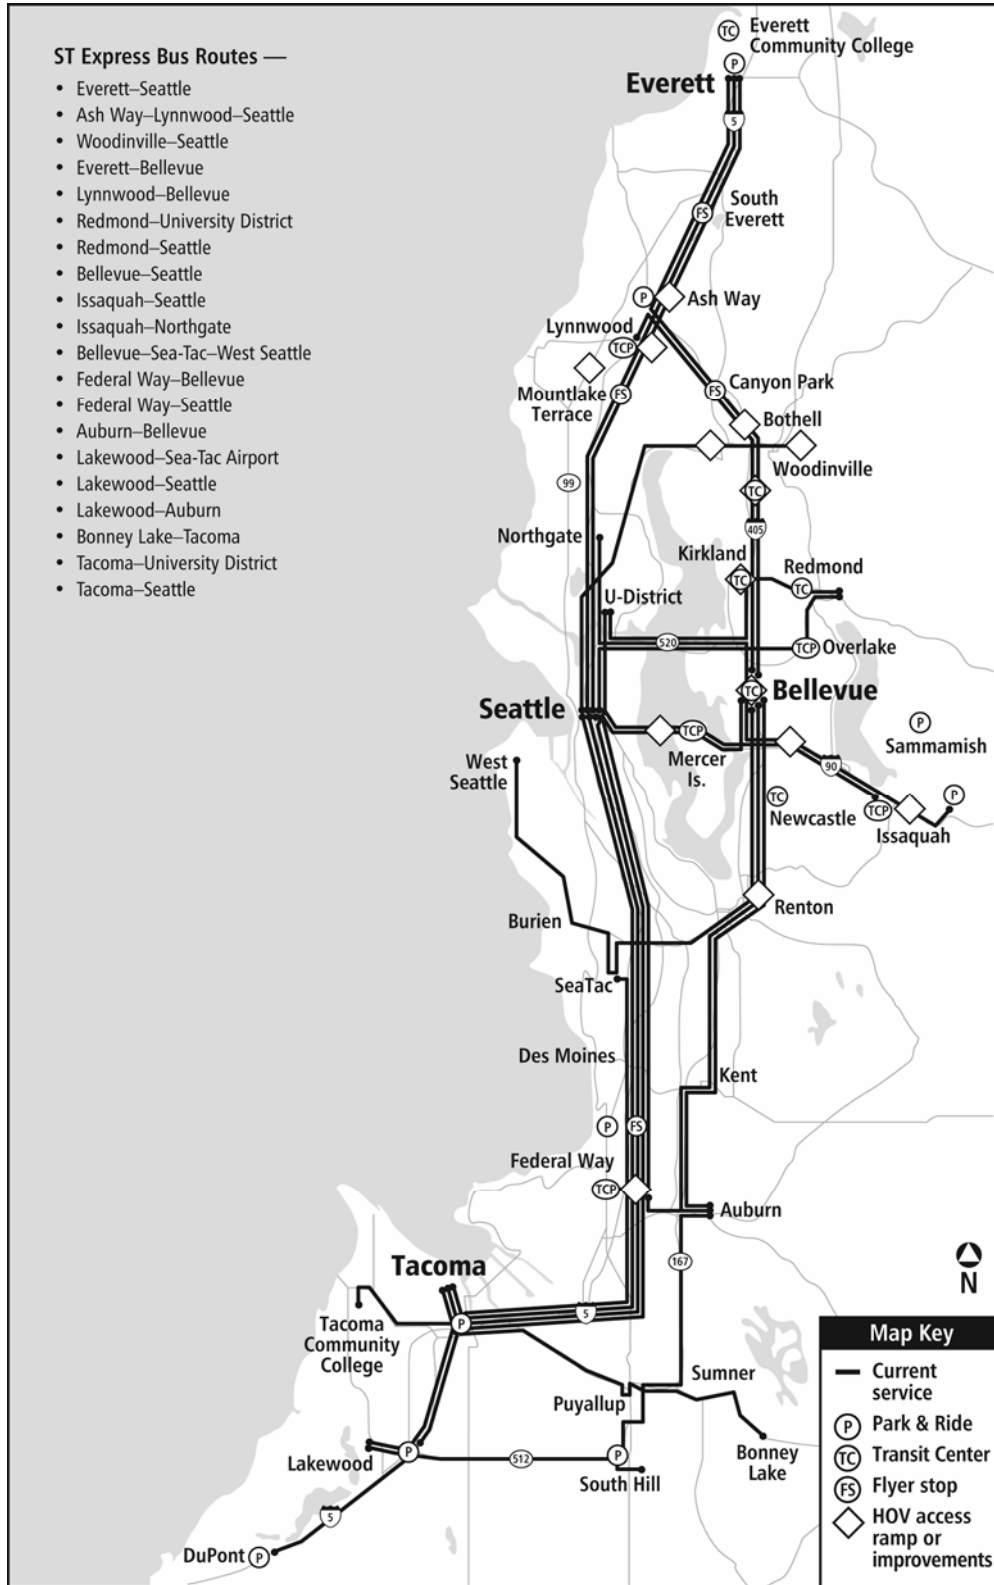 ST Express Bus Routes —
• Everett–Seattle
• Ash Way–Lynnwood–Seattle
• Woodinville–Seattle
• Everett–Bellevue
• Lynnwood–Bellevue
• Redmond–University District
• Redmond–Seattle
• Bellevue–Seattle
• Issaquah–Seattle
• Issaquah–Northgate
• Bellevue–Sea-Tac–West Seattle
• Federal Way–Bellevue
• Federal Way–Seattle
• Auburn–Bellevue
• Lakewood–Sea-Tac Airport
• Lakewood–Seattle
• Lakewood–Auburn
• Bonney Lake–Tacoma
• Tacoma–University District
• Tacoma–Seattle
TC Everett
Community College
P
Everett
5
South
Everett
FS
P Ash Way
Lynnwood
TCP
Mountlake
Terrace
FS
FS Canyon Park
Bothell
Woodinville
99
TC
405
Northgate
Kirkland
TC
Redmond
TC
U-District
520
TCP Overlake
Seattle
TC Bellevue
P
Sammamish
TCP
Mercer
Is.
West
Seattle
90
TC
Newcastle
TCP
P
Issaquah
Renton
Burien
SeaTac
Des Moines
Kent
P FS
Federal Way
TCP
Auburn
167
Tacoma
5
P
Tacoma
Community
College
Puyallup
Sumner
Bonney
Lake
Lakewood
P
512
P
South Hill
5
DuPont P
N
Map Key
Current
service
P Park & Ride
TC Transit Center
FS Flyer stop
HOV access
ramp or
improvements